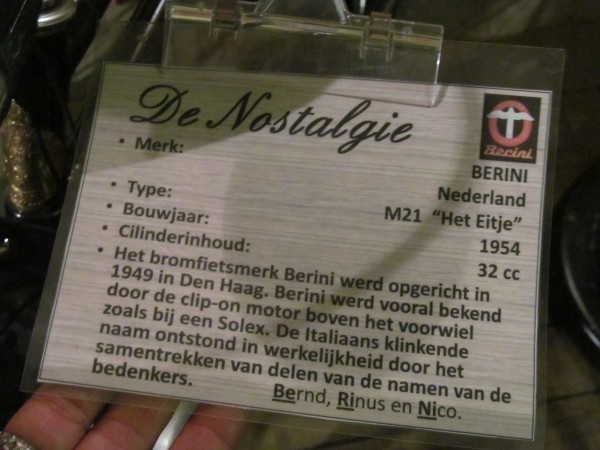 De Nostalgie
Berini
• Merk: BERINI
Nederland
• Type: M21 "Het Eitje"
• Bouwjaar: 1954
• Cilinderinhoud: 32 cc
• Het bromfietsmerk Berini werd opgericht in
1949 in Den Haag. Berini werd vooral bekend
door de clip-on motor boven het voorwiel
zoals bij een Solex. De Italiaans klinkende
naam ontstond in werkelijkheid door het
samentrekken van delen van de namen van de
bedenkers.
Bernd, Rinus en Nico.